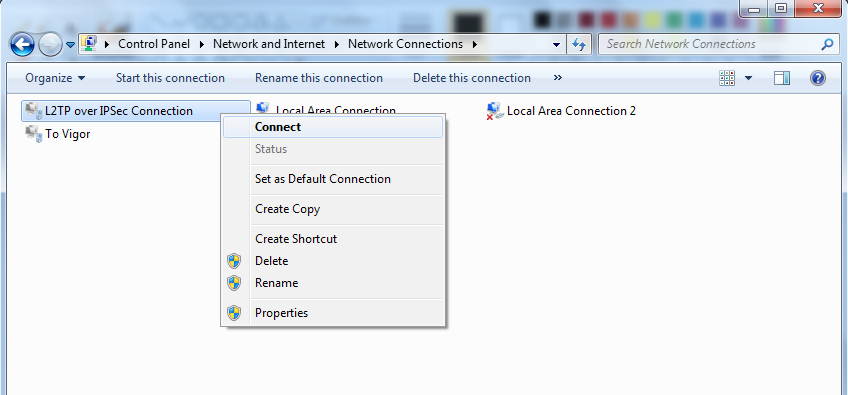 Control Panel Network and Internet Network Connections Search Network Connections
Organize Start this connection Rename this connection Delete this connection »
L2TP over IPSec Connection Local Area Connection Local Area Connection 2
To Vigor
Connect
Status
Set as Default Connection
Create Copy
Create Shortcut
Delete
Rename
Properties